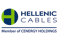 HELLENIC
CABLES
Member of CENERGY HOLDINGS